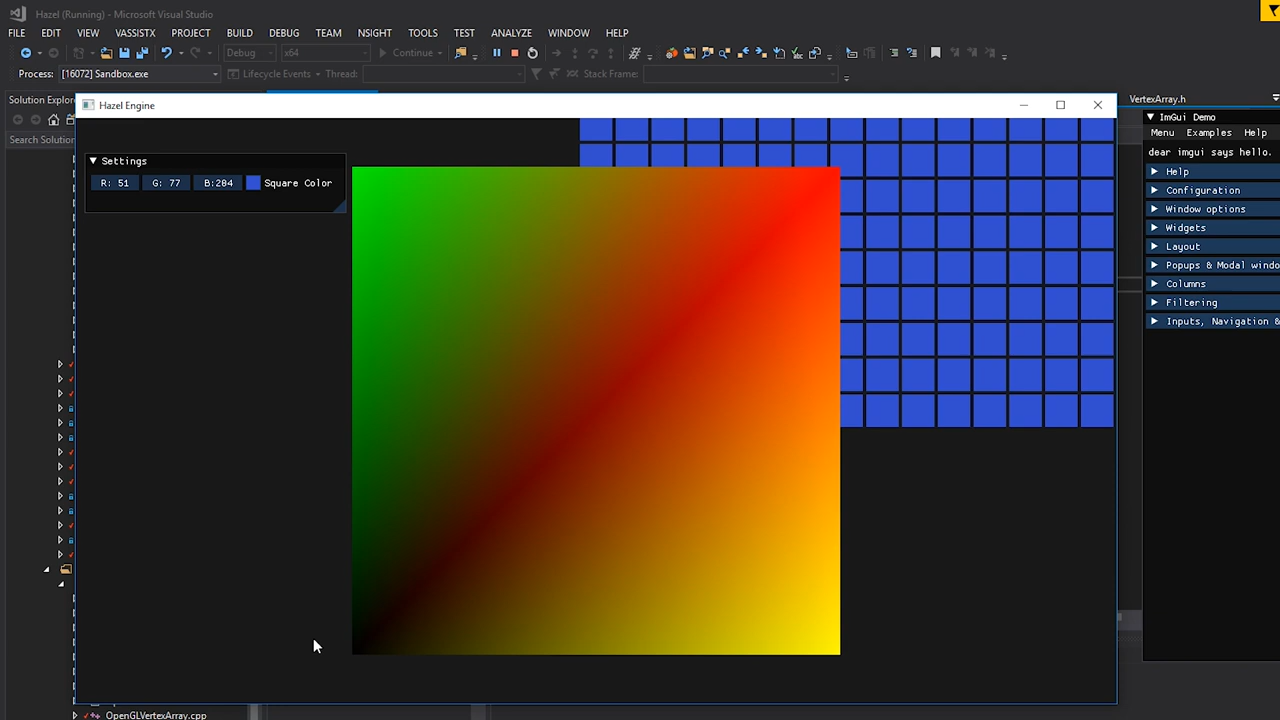 Hazel (Running) - Microsoft Visual Studio
FILE EDIT VIEW VASSISTX PROJECT BUILD DEBUG TEAM NSIGHT TOOLS TEST ANALYZE WINDOW HELP
Debug x64 Continue
Process: [16072] Sandbox.exe Lifecycle Events Thread: Stack Frame:
Solution Explor
VertexArray.h
Hazel Engine
Search Solution
ImGui Demo
Menu Examples Help
dear imgui says hello.
Settings
R: 51 G: 77 B:204 Square Color
Help
Configuration
Window options
Widgets
Layout
Popups & Modal windo
Columns
Filtering
Inputs, Navigation &
OpenGLVertexArray.cpp